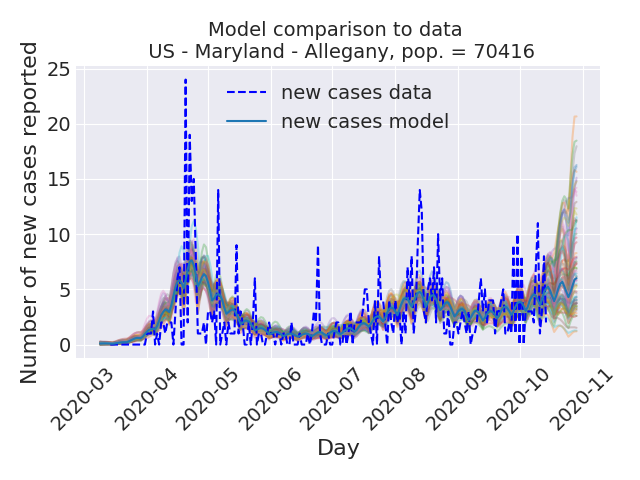 Model comparison to data
US - Maryland - Allegany, pop. = 70416
Number of new cases reported
25
20
15
10
5
0
new cases data
new cases model
2020-03
2020-04
2020-05
2020-06
2020-07
2020-08
2020-09
2020-10
2020-11
Day